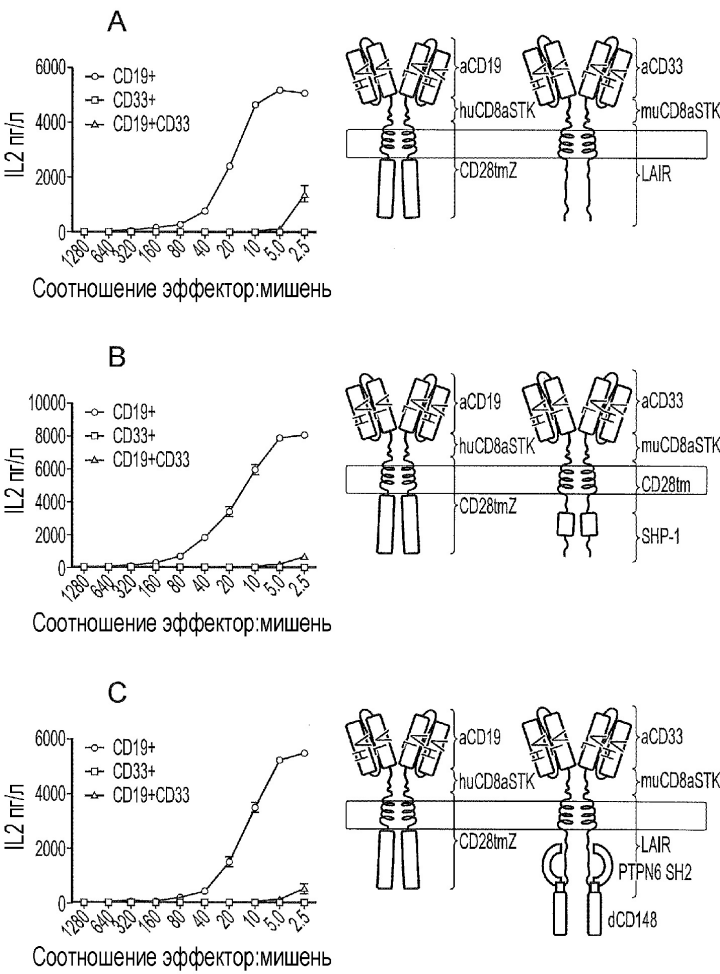 A
6000
4000
2000
0
IL2 пг/л
CD19+
CD33+
CD19+CD33
1280 640 320 160 80 40 20 10 5.0 2.5
Соотношение эффектор:мишень
aCD19
huCD8aSTK
CD28tmZ
aCD33
muCD8aSTK
LAIR
B
10000
8000
6000
4000
2000
0
IL2 пг/л
CD19+
CD33+
CD19+CD33
1280 640 320 160 80 40 20 10 5.0 2.5
Соотношение эффектор:мишень
aCD19
huCD8aSTK
CD28tmZ
aCD33
muCD8aSTK
CD28tm
SHP-1
C
6000
4000
2000
0
IL2 пг/л
CD19+
CD33+
CD19+CD33
1280 640 320 160 80 40 20 10 5.0 2.5
Соотношение эффектор:мишень
aCD19
huCD8aSTK
CD28tmZ
aCD33
muCD8aSTK
LAIR
PTPN6 SH2
dCD148